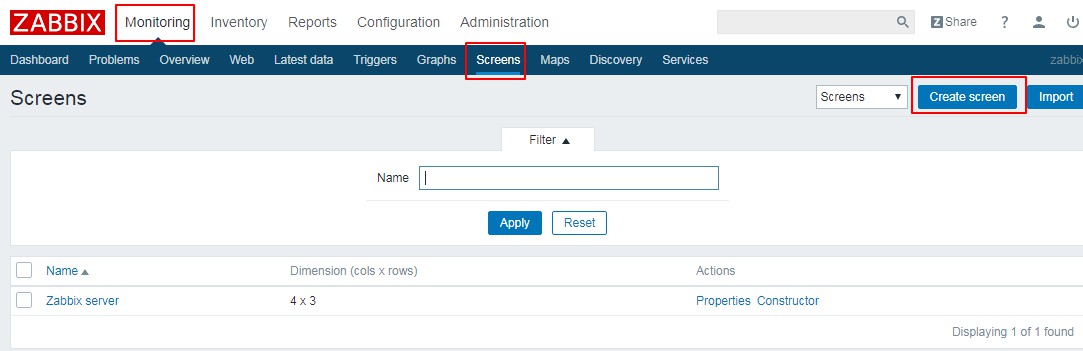 ZABBIX Monitoring Inventory Reports Configuration Administration Z Share ?
Dashboard Problems Overview Web Latest data Triggers Graphs Screens Maps Discovery Services zabbix
Screens Screens Create screen Import
Filter
Name
Apply Reset
Name Dimension (cols x rows) Actions
Zabbix server 4 x 3 Properties Constructor
Displaying 1 of 1 found